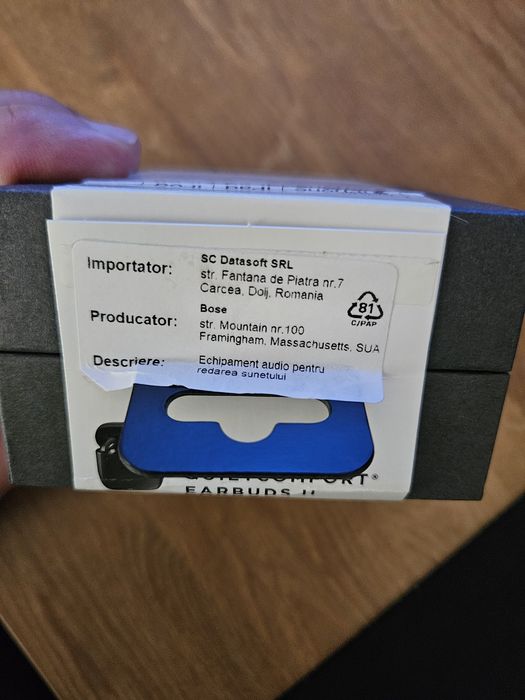 Importator:
SC Datasoft SRL
str. Fantana de Piatra nr.7
Carcea, Dolj, Romania
81
C/PAP
Producator:
Bose
str. Mountain nr.100
Framingham, Massachusetts, SUA
Descriere:
Echipament audio pentru
redarea sunetului
QUIETCOMFORT®
EARBUDS II